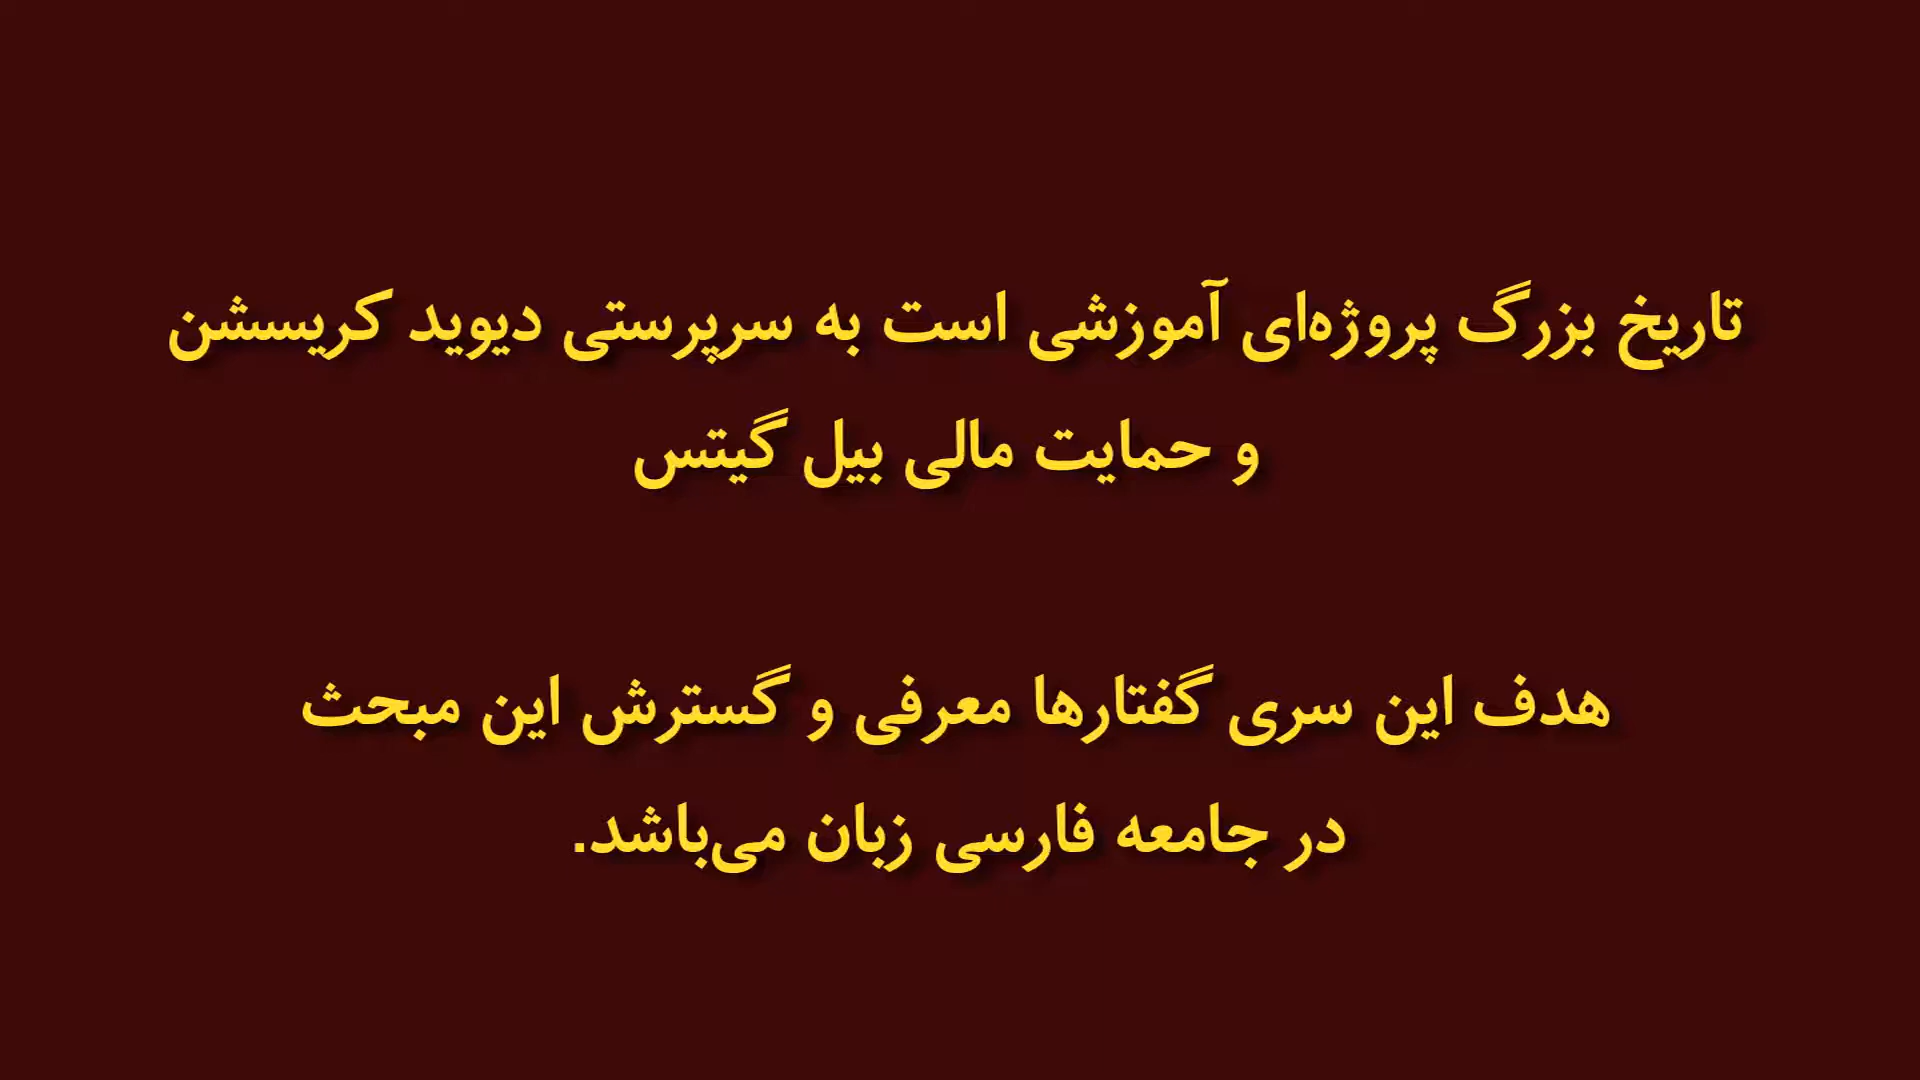 تاریخ بزرگ پروژه‌ای آموزشی است به سرپرستی دیوید کریسشن
و حمایت مالی بیل گیتس
هدف این سری گفتارها معرفی و گسترش این مبحث
در جامعه فارسی زبان می‌باشد.